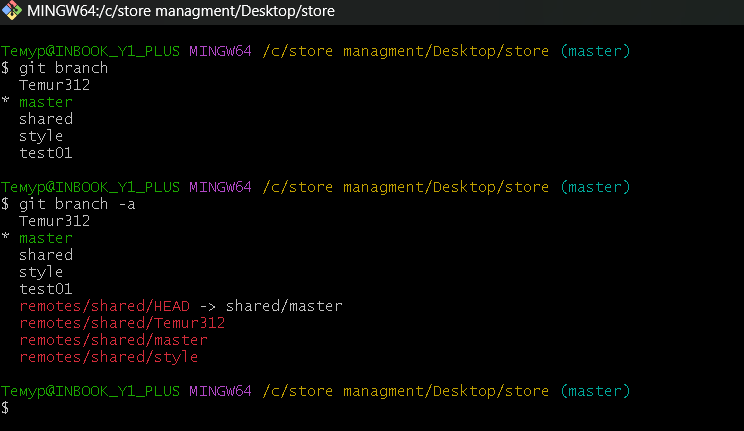 MINGW64:/c/store managment/Desktop/store
Темур@INBOOK_Y1_PLUS MINGW64 /c/store managment/Desktop/store (master)
$ git branch
  Temur312
* master
  shared
  style
  test01
Темур@INBOOK_Y1_PLUS MINGW64 /c/store managment/Desktop/store (master)
$ git branch -a
  Temur312
* master
  shared
  style
  test01
  remotes/shared/HEAD -> shared/master
  remotes/shared/Temur312
  remotes/shared/master
  remotes/shared/style
Темур@INBOOK_Y1_PLUS MINGW64 /c/store managment/Desktop/store (master)
$